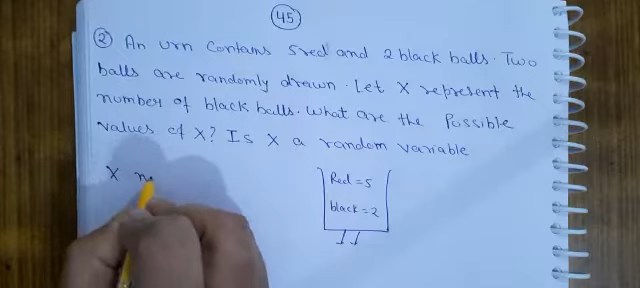 45
② An urn contains 5red and 2 black balls. Two
balls are randomly drawn. Let X represent the
number of black balls. What are the Possible
values of X? Is X a random variable
X
Red = 5
black = 2